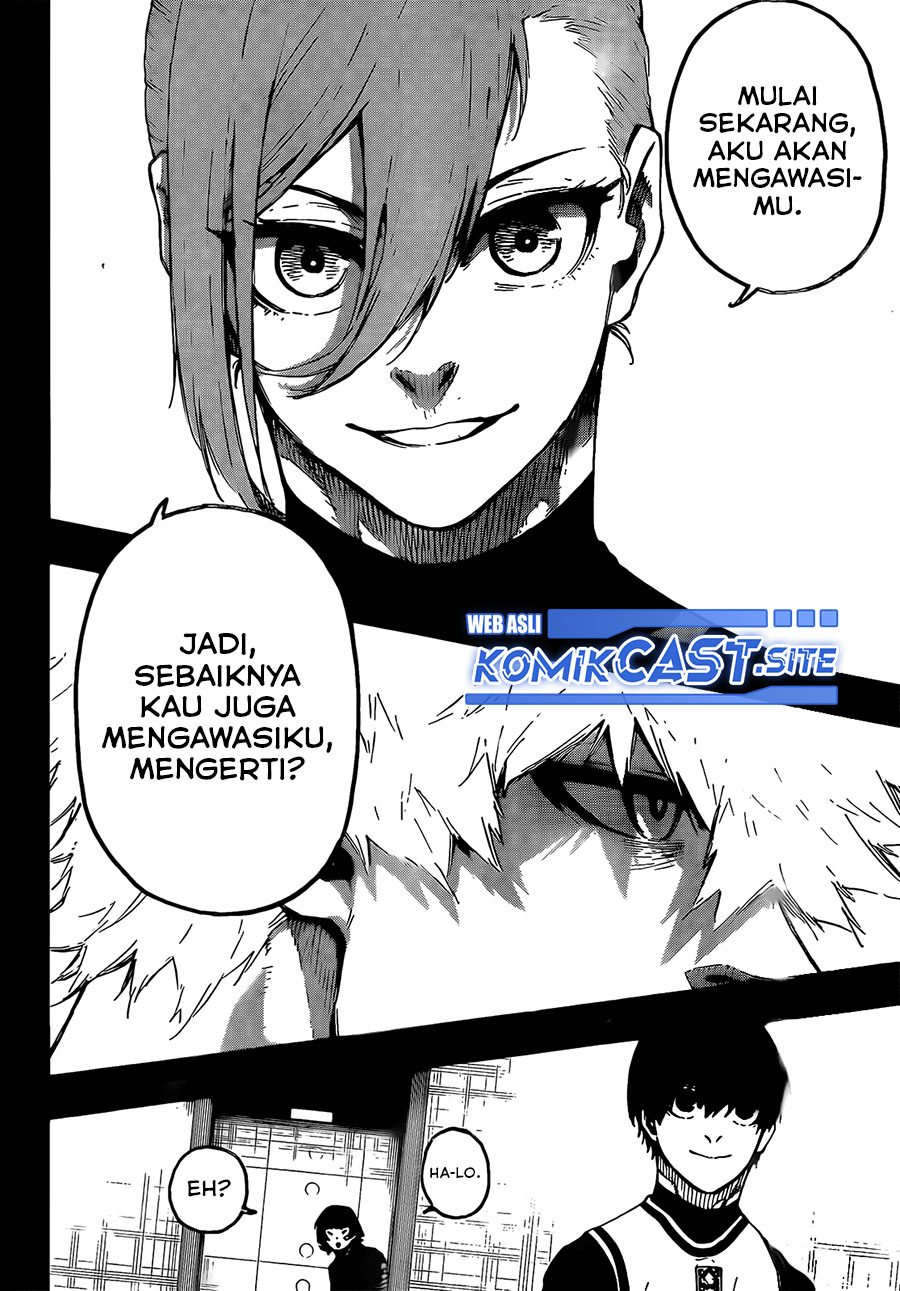 MULAI
SEKARANG,
AKU AKAN
MENGAWASI-
MU.
JADI,
SEBAIKNYA
KAU JUGA
MENGAWASIKU,
MENGERTI?
WEB ASLI
KOMIKCAST.SITE
EH?
HA-LO.